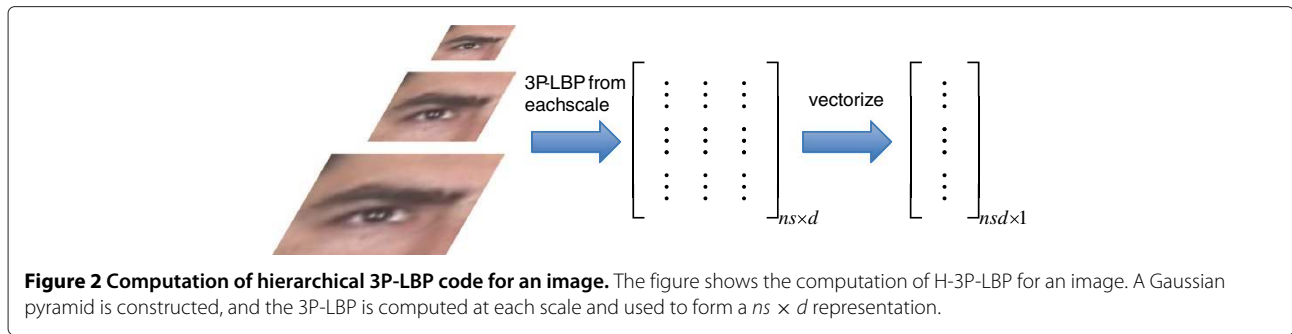 3P-LBP from
eachscale
vectorize
ns×d
nsd×1
Figure 2 Computation of hierarchical 3P-LBP code for an image. The figure shows the computation of H-3P-LBP for an image. A Gaussian
pyramid is constructed, and the 3P-LBP is computed at each scale and used to form a ns × d representation.